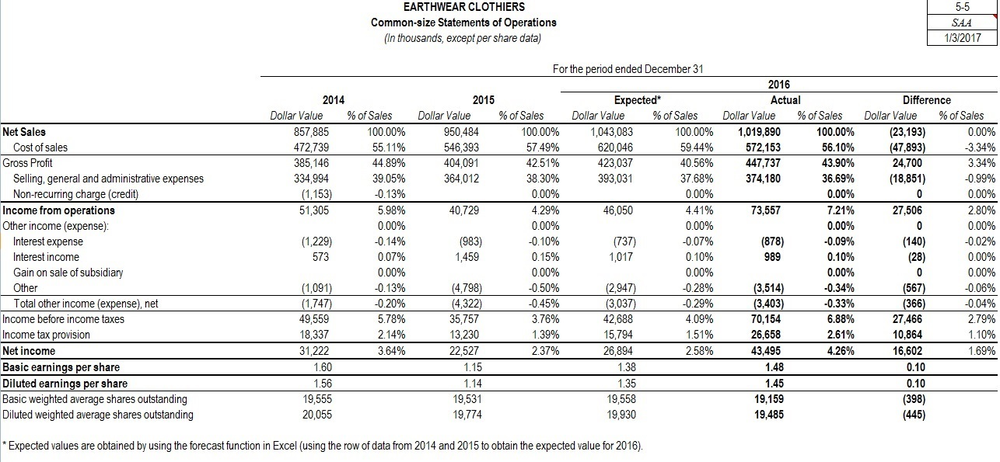 EARTHWEAR CLOTHIERS
Common-size Statements of Operations
(In thousands, except per share data)
5-5
SAA
1/3/2017
For the period ended December 31
2016
2014 2015 Expected* Actual Difference
Dollar Value % of Sales Dollar Value % of Sales Dollar Value % of Sales Dollar Value % of Sales Dollar Value % of Sales
Net Sales 857,885 100.00% 950,484 100.00% 1,043,083 100.00% 1,019,890 100.00% (23,193) 0.00%
Cost of sales 472,739 55.11% 546,393 57.49% 620,046 59.44% 572,153 56.10% (47,893) -3.34%
Gross Profit 385,146 44.89% 404,091 42.51% 423,037 40.56% 447,737 43.90% 24,700 3.34%
Selling, general and administrative expenses 334,994 39.05% 364,012 38.30% 393,031 37.68% 374,180 36.69% (18,851) -0.99%
Non-recurring charge (credit) (1,153) -0.13% 0.00% 0.00% 0.00% 0 0.00%
Income from operations 51,305 5.98% 40,729 4.29% 46,050 4.41% 73,557 7.21% 27,506 2.80%
Other income (expense): 0.00% 0.00% 0.00% 0.00% 0 0.00%
Interest expense (1,229) -0.14% (983) -0.10% (737) -0.07% (878) -0.09% (140) -0.02%
Interest income 573 0.07% 1,459 0.15% 1,017 0.10% 989 0.10% (28) 0.00%
Gain on sale of subsidiary 0.00% 0.00% 0.00% 0.00% 0 0.00%
Other (1,091) -0.13% (4,798) -0.50% (2,947) -0.28% (3,514) -0.34% (567) -0.06%
Total other income (expense), net (1,747) -0.20% (4,322) -0.45% (3,037) -0.29% (3,403) -0.33% (366) -0.04%
Income before income taxes 49,559 5.78% 35,757 3.76% 42,688 4.09% 70,154 6.88% 27,466 2.79%
Income tax provision 18,337 2.14% 13,230 1.39% 15,794 1.51% 26,658 2.61% 10,864 1.10%
Net income 31,222 3.64% 22,527 2.37% 26,894 2.58% 43,495 4.26% 16,602 1.69%
Basic earnings per share 1.60 1.15 1.38 1.48 0.10
Diluted earnings per share 1.56 1.14 1.35 1.45 0.10
Basic weighted average shares outstanding 19,555 19,531 19,558 19,159 (398)
Diluted weighted average shares outstanding 20,055 19,774 19,930 19,485 (445)
* Expected values are obtained by using the forecast function in Excel (using the row of data from 2014 and 2015 to obtain the expected value for 2016).